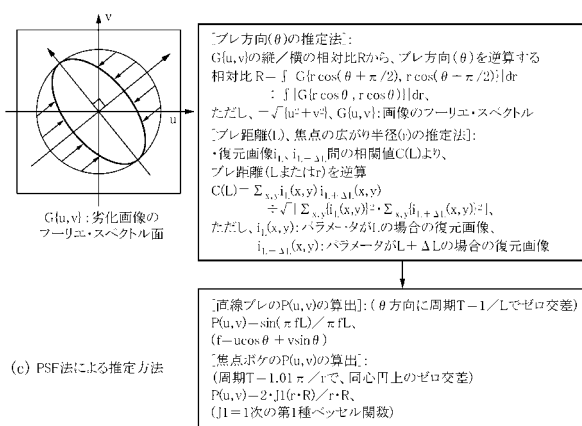 v
u
G{u,v}:劣化画像の
フーリエ・スペクトル面
[ブレ方向(θ)の推定法]:
G{u,v}の縦/横の相対比Rから、ブレ方向(θ)を逆算する
相対比R=∫|G{r cos(θ+π/2), r cos(θ+π/2)}|dr
:∫|G{r cosθ, r cosθ)||dr、
ただし、=√{u²+v²}、G{u,v}:画像のフーリエ・スペクトル
[ブレ距離(L)、焦点の広がり半径(r)の推定法]:
・復元画像iL、iL−ΔL間の相関値C(L)より、
ブレ距離(Lまたはr)を逆算
C(L)=Σx,y iL(x,y) iL+ΔL(x,y)
÷√[Σx,y{iL(x,y)}²・Σx,y{iL+ΔL(x,y)}²]、
ただし、iL(x,y):パラメータがLの場合の復元画像、
iL−ΔL(x,y):パラメータがL+ΔLの場合の復元画像
[直線ブレのP(u,v)の算出]:(θ方向に周期T=1/Lでゼロ交差)
P(u,v)=sin(πfL)/πfL、
(f=ucosθ+vsinθ)
[焦点ボケのP(u,v)の算出]:
(周期T=1.01π/rで、同心円上のゼロ交差)
P(u,v)=2・J1(r・R)/r・R、
(J1=1次の第1種ベッセル関数)
(c) PSF法による推定方法